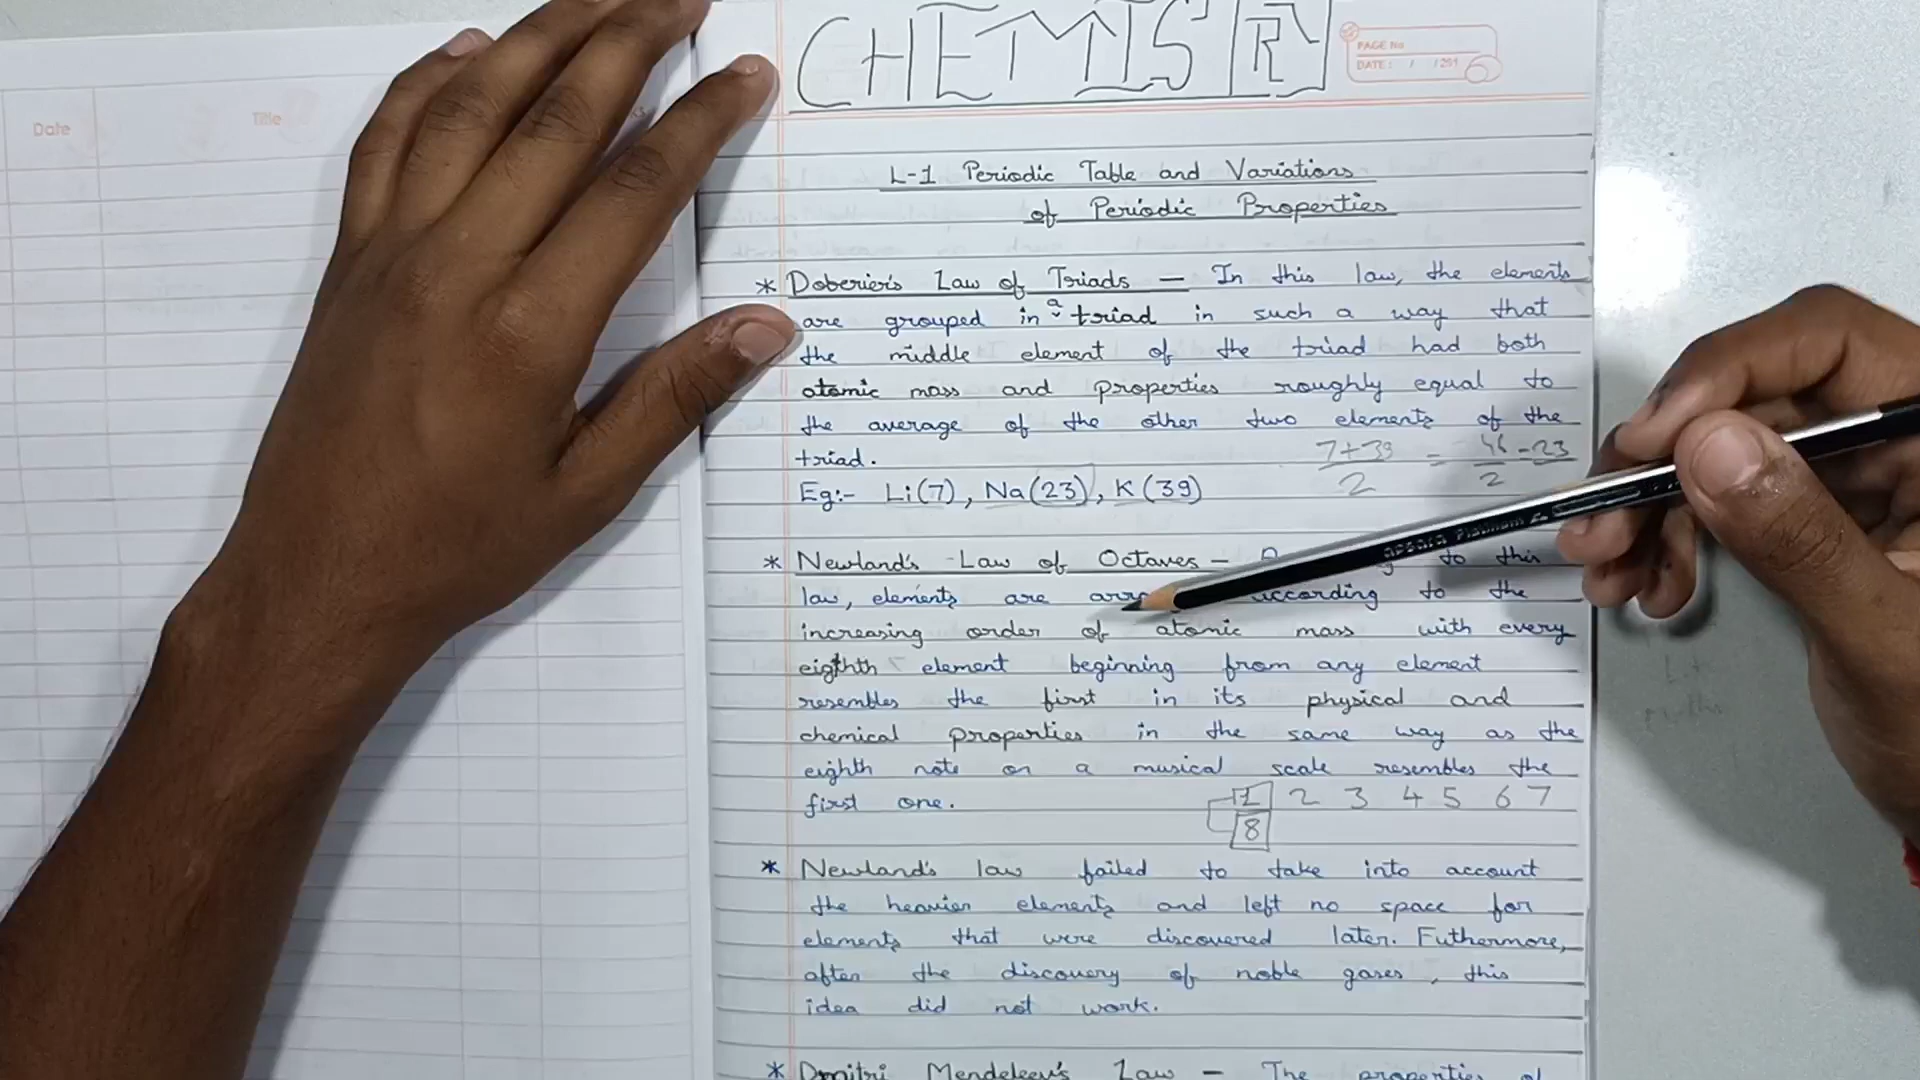 CHEMISTRY
PAGE No
DATE: / /201
Date
Title
L-1 Periodic Table and Variations
of Periodic Properties
* Doberier's Law of Triads — In this law, the elements
are grouped in a triad in such a way that
the middle element of the triad had both
atomic mass and properties roughly equal to
the average of the other two elements of the
triad.
7+39 = 46 = 23
2 2
Eg:- Li(7), Na(23), K(39)
* Newland's Law of Octaves — to this
law, elements are according to the
increasing order of atomic mass with every
eighth element beginning from any element
resembles the first in its physical and
chemical properties in the same way as the
eighth note on a musical scale resembles the
first one.
1 2 3 4 5 6 7
8
* Newland's law failed to take into account
the heavier elements and left no space for
elements that were discovered later. Futhermore,
after the discovery of noble gases, this
idea did not work.
* Dmitri Mendeleev's Law — The properties of
apsara Platinum